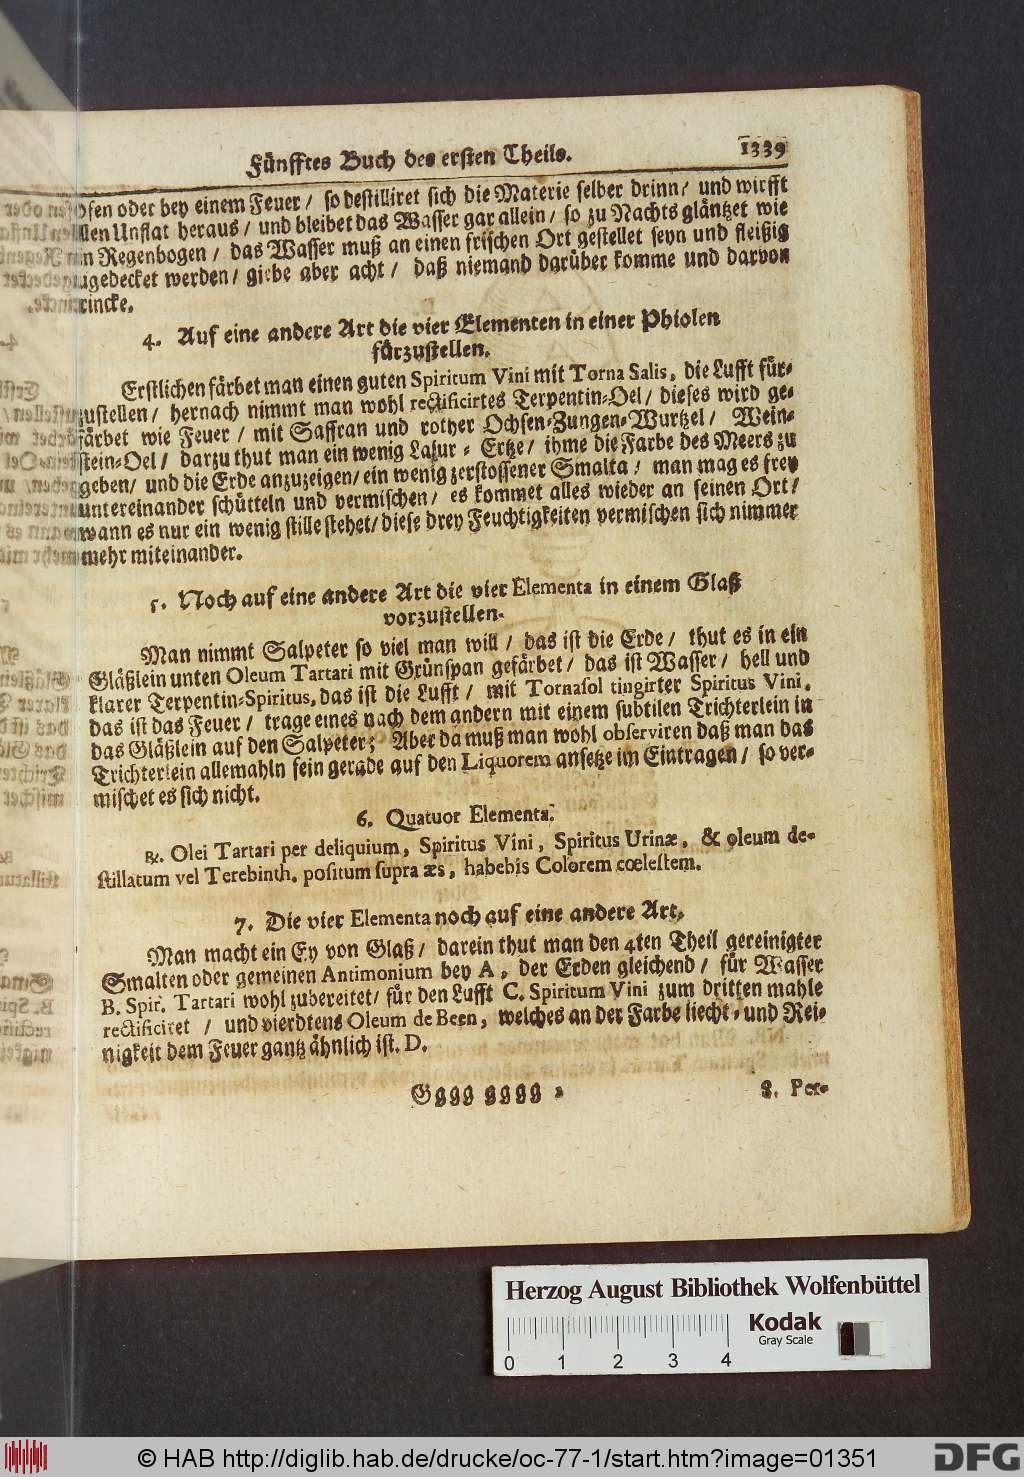 Fünfftes Buch des ersten Theils. 1339
Ofen oder bey einem Feuer / so destilliret sich die Materie selber drinn / und wirfft
allen Unflat heraus / und bleibet das Wasser gar allein / so zu Nachts gläntzet wie
ein Regenbogen / das Wasser muß an einen frischen Ort gestellet seyn und fleißig
zugedecket werden / giebe aber acht / daß niemand darüber komme und darvon
trincke.
4. Auf eine andere Art die vier Elementen in einer Phiolen
fürzustellen.
Erstlichen färbet man einen guten Spiritum Vini mit Torna Salis, die Lufft für-
zustellen / hernach nimmt man wohl rectificirtes Terpentin-Oel / dieses wird ge-
färbet wie Feuer / mit Saffran und rother Ochsen-Zungen-Wurtzel / Wein-
stein-Oel / darzu thut man ein wenig Lasur-Ertze / ihme die Farbe des Meers zu
geben / und die Erde anzuzeigen / ein wenig zerstossener Smalta / man mag es frey
untereinander schütteln und vermischen / es kommet alles wieder an seinen Ort /
wann es nur ein wenig stille stehet / diese drey Feuchtigkeiten vermischen sich nimmer
mehr miteinander.
5. Noch auf eine andere Art die vier Elementa in einem Glaß
vorzustellen.
Man nimmt Salpeter so viel man will / das ist die Erde / thut es in ein
Gläßlein unten Oleum Tartari mit Grünspan gefärbet / das ist Wasser / hell und
klarer Terpentin-Spiritus, das ist die Lufft / mit Tornasol tingirter Spiritus Vini,
das ist das Feuer / trage eines nach dem andern mit einem subtilen Trichterlein in
das Gläßlein auf den Salpeter; Aber da muß man wohl observiren daß man das
Trichterlein allemahln fein gerade auf den Liquorem ansetze im Eintragen / so ver-
mischet es sich nicht.
6. Quatuor Elementa.
℞. Olei Tartari per deliquium, Spiritus Vini, Spiritus Urinæ, & oleum de-
stillatum vel Terebinth. positum supra æs, habebis Colorem cœlestem.
7. Die vier Elementa noch auf eine andere Art.
Man macht ein Ey von Glaß / darein thut man den 4ten Theil gereinigter
Smalten oder gemeinen Antimonium bey A, der Erden gleichend / für Wasser
B. Spir. Tartari wohl zubereitet / für den Lufft C. Spiritum Vini zum dritten mahle
rectificiret / und vierdtens Oleum de Been, welches an der Farbe liecht- und Rei-
nigkeit dem Feuer gantz ähnlich ist. D.
Gggg gggg 2 8. Per-
Herzog August Bibliothek Wolfenbüttel
Kodak
Gray Scale
0 1 2 3 4
© HAB http://diglib.hab.de/drucke/oc-77-1/start.htm?image=01351
DFG